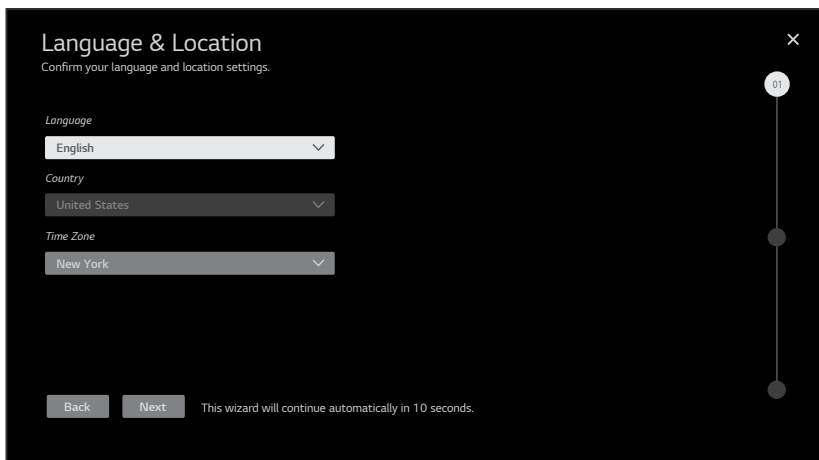 Language & Location
Confirm your language and location settings.
01
Language
English
Country
United States
Time Zone
New York
Back Next This wizard will continue automatically in 10 seconds.